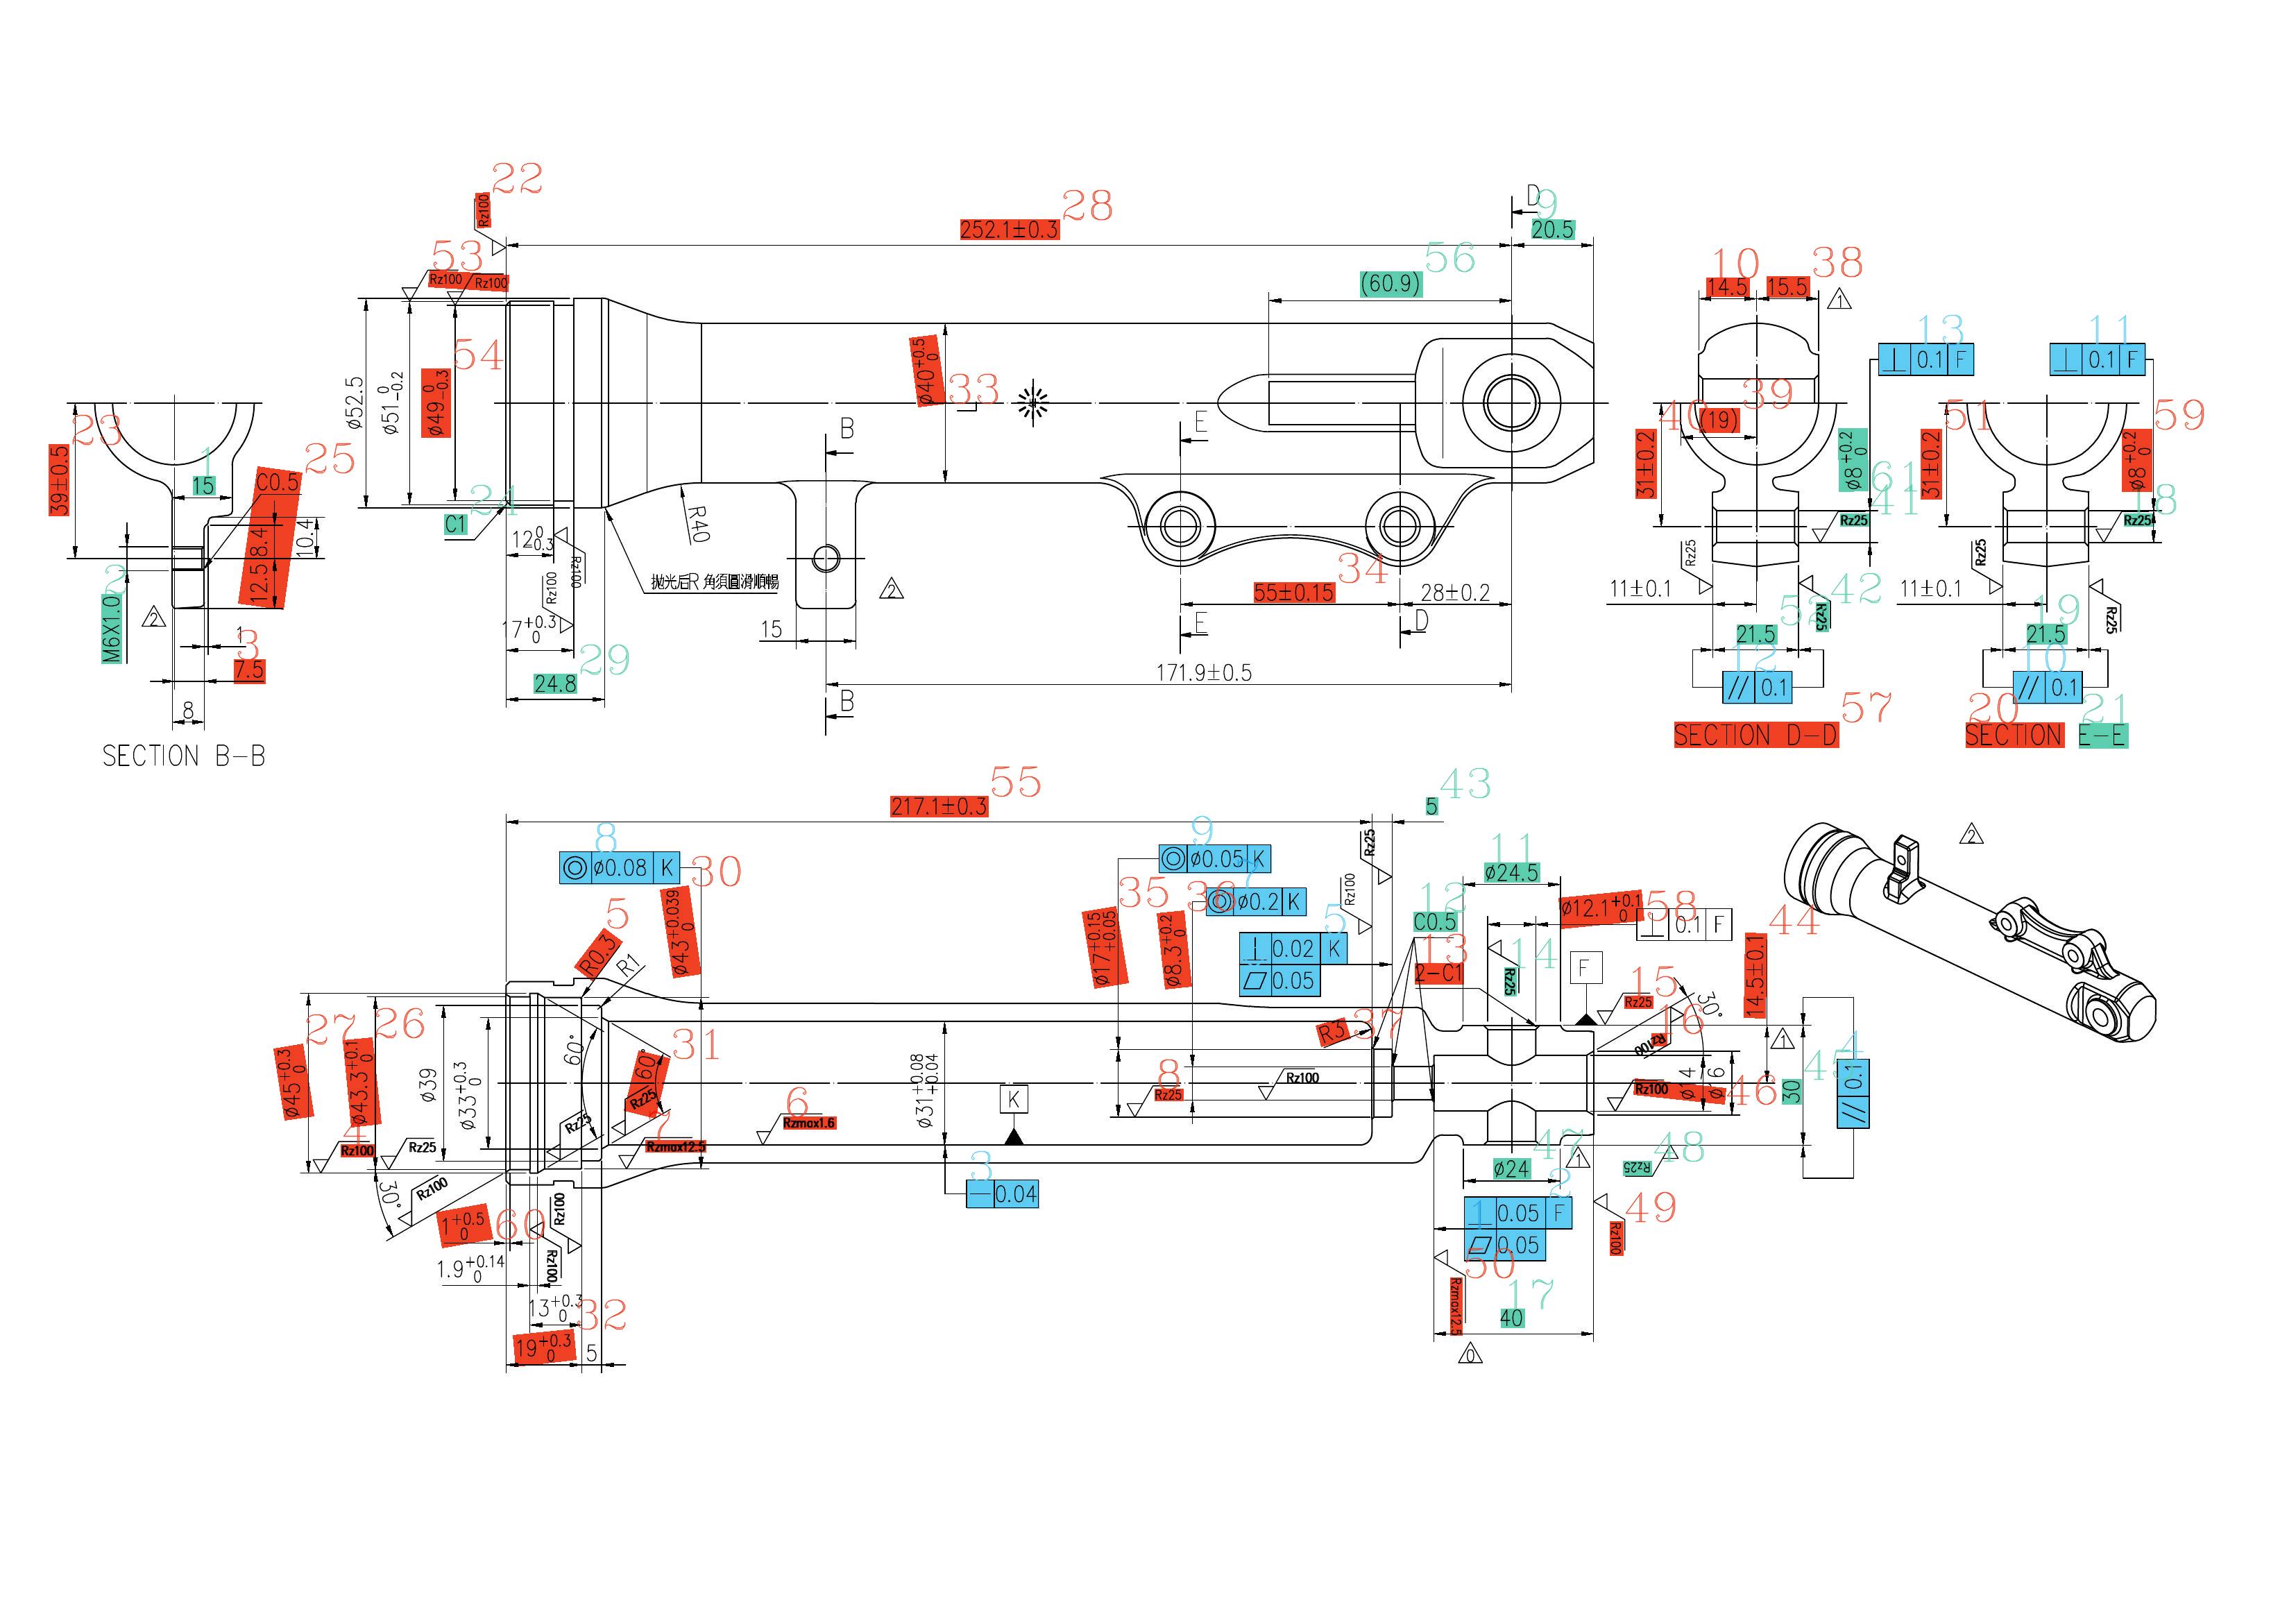 22
Rz100
252.1±0.3
28
D
9
20.5
53
Rz100
Rz100
56
(60.9)
10
38
14.5
15.5
1
13
⊥ 0.1 F
11
⊥ 0.1 F
23
39±0.5
1
15
25
C0.5
12.5
8.4
10.4
2
M6X1.0
2
3
1
7.5
8
SECTION B-B
ø52.5
ø51 0 -0.2
54
ø49 0 -0.3
24
C1
12 0 -0.3
Rz100
Rz100
17 +0.3 0
29
24.8
拋光后R 角須圓滑順暢
R40
ø40 +0.5 0
33
B
15
2
B
E
E
34
55±0.15
28±0.2
D
171.9±0.5
39
(19)
40
31±0.2
ø8 +0.2 0
61
41
Rz25
Rz25
11±0.1
42
Rz25
52
21.5
12
// 0.1
57
SECTION D-D
51
31±0.2
59
ø8 +0.2 0
18
Rz25
Rz25
11±0.1
19
Rz25
21.5
10
// 0.1
20
21
SECTION E-E
217.1±0.3
55
43
5
8
◎ ø0.08 K
30
ø43 +0.039 0
9
◎ ø0.05 K
7
36
◎ ø0.2 K
35
ø17 +0.15 +0.05
ø8.3 +0.2 0
5
⊥ 0.02 K
▱ 0.05
Rz25
Rz100
11
ø24.5
12
C0.5
13
2-C1
14
Rz25
ø12.1 +0.1 0
58
⊥ 0.1 F
F
15
Rz25
30°
16
Rz100
44
14.5±0.1
1
45
30
4
// 0.1
2
27
ø45 +0.3 0
26
ø43.3 +0.1 0
ø39
ø33 +0.3 0
5
R0.3
R1
60°
60°
31
Rz25
Rz25
4
Rz100
Rz25
7
Rzmax12.5
6
Rzmax1.6
ø31 +0.08 +0.04
K
3
— 0.04
R3
37
8
Rz25
Rz100
Rz100
46
ø14
47
ø24
1
48
Rz25
2
1
⊥ 0.05 F
▱ 0.05
49
Rz100
50
Rzmax12.5
17
40
0
30°
Rz100
1 +0.5 0
60
Rz100
Rz100
1.9 +0.14 0
13 +0.3 0
32
19 +0.3 0
5